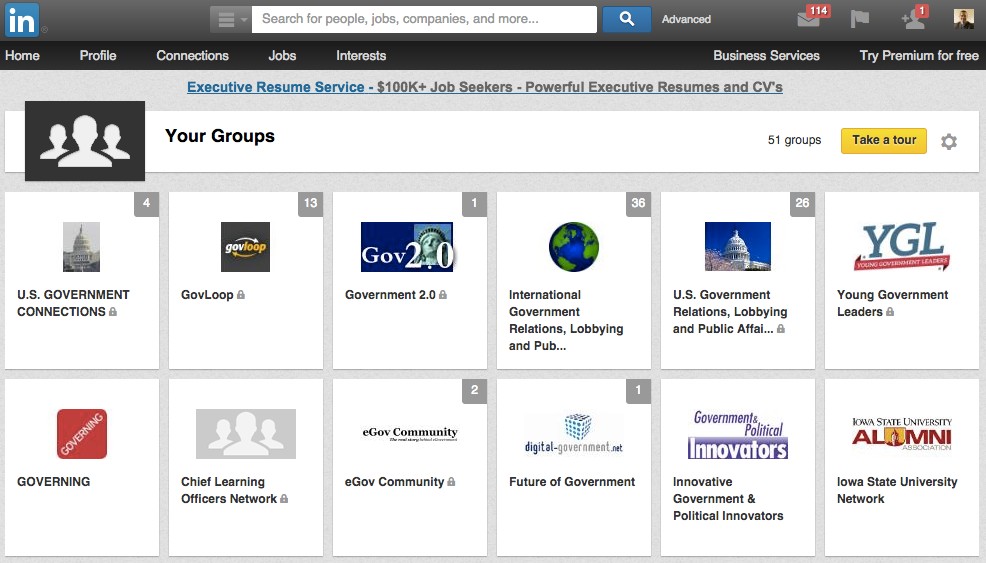 in
Search for people, jobs, companies, and more...
Advanced
114
1
Home
Profile
Connections
Jobs
Interests
Business Services
Try Premium for free
Executive Resume Service - $100K+ Job Seekers - Powerful Executive Resumes and CV's
Your Groups
51 groups
Take a tour
4
U.S. GOVERNMENT
CONNECTIONS
13
govloop
GovLoop
1
Gov2.0
Government 2.0
36
International
Government
Relations, Lobbying
and Pub...
26
U.S. Government
Relations, Lobbying
and Public Affai...
YGL
YOUNG GOVERNMENT LEADERS
Young Government
Leaders
GOVERNING
GOVERNING
Chief Learning
Officers Network
2
eGov Community
The real story behind eGovernment
eGov Community
1
digital-government.net
Future of Government
Government&
Political
Innovators
Innovative
Government &
Political Innovators
IOWA STATE UNIVERSITY
ALUMNI
ASSOCIATION
Iowa State University
Network